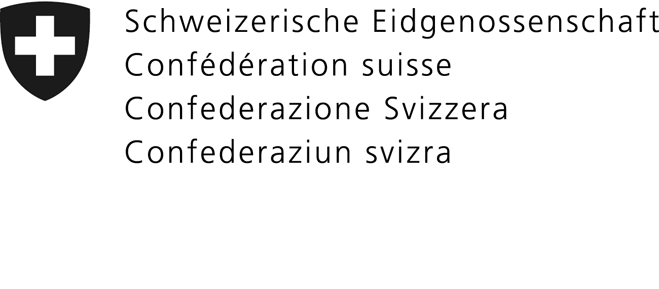 Schweizerische Eidgenossenschaft
Confédération suisse
Confederazione Svizzera
Confederaziun svizra